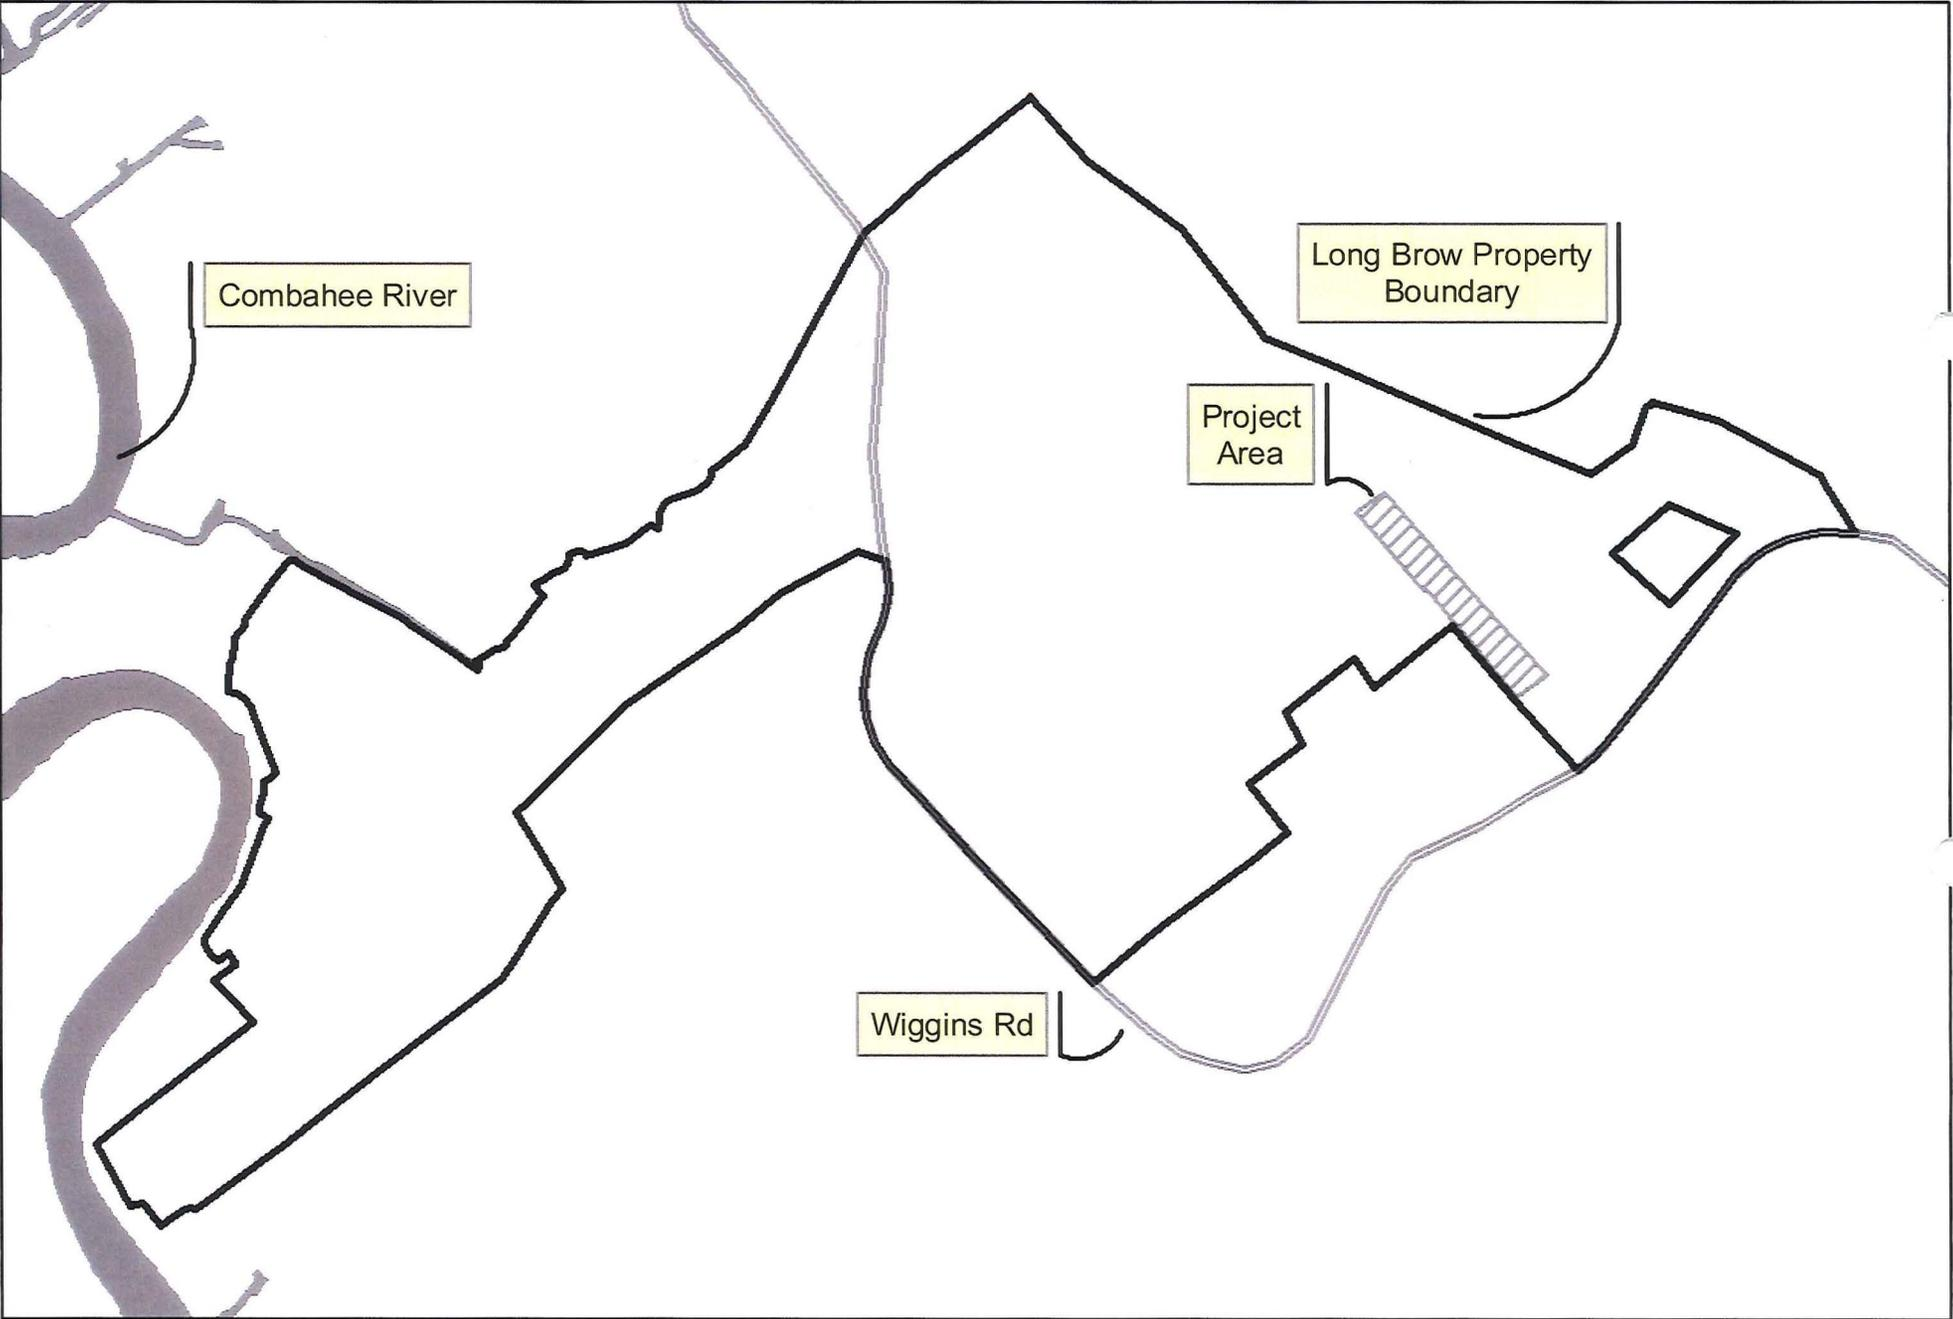 Combahee River
Long Brow Property
Boundary
Project
Area
Wiggins Rd